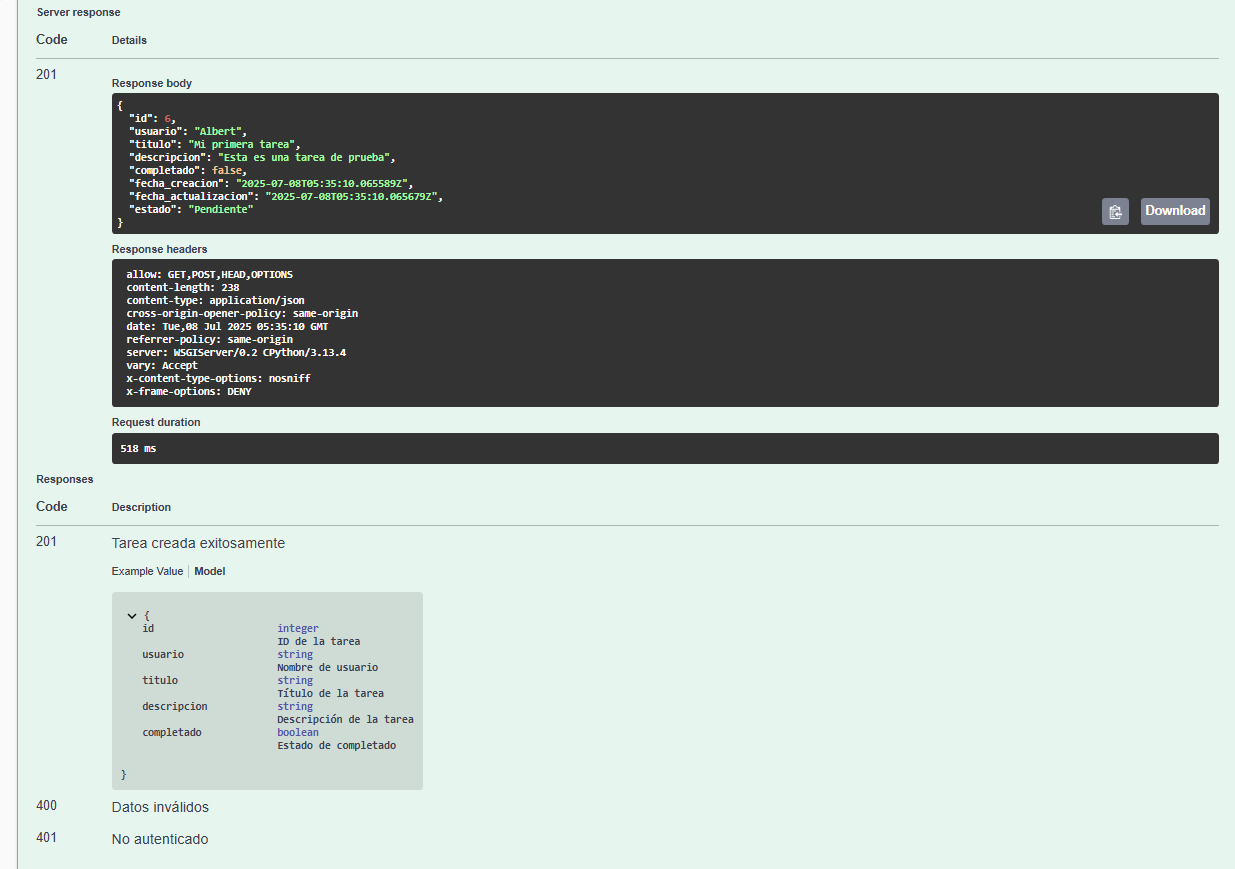 Server response
Code Details
201
Response body
{
"id": 6,
"usuario": "Albert",
"titulo": "Mi primera tarea",
"descripcion": "Esta es una tarea de prueba",
"completado": false,
"fecha_creacion": "2025-07-08T05:35:10.065589Z",
"fecha_actualizacion": "2025-07-08T05:35:10.065679Z",
"estado": "Pendiente"
}
Download
Response headers
allow: GET,POST,HEAD,OPTIONS
content-length: 238
content-type: application/json
cross-origin-opener-policy: same-origin
date: Tue,08 Jul 2025 05:35:10 GMT
referrer-policy: same-origin
server: WSGIServer/0.2 CPython/3.13.4
vary: Accept
x-content-type-options: nosniff
x-frame-options: DENY
Request duration
518 ms
Responses
Code Description
201 Tarea creada exitosamente
Example Value Model
{
id integer
ID de la tarea
usuario string
Nombre de usuario
titulo string
Título de la tarea
descripcion string
Descripción de la tarea
completado boolean
Estado de completado
}
400 Datos inválidos
401 No autenticado